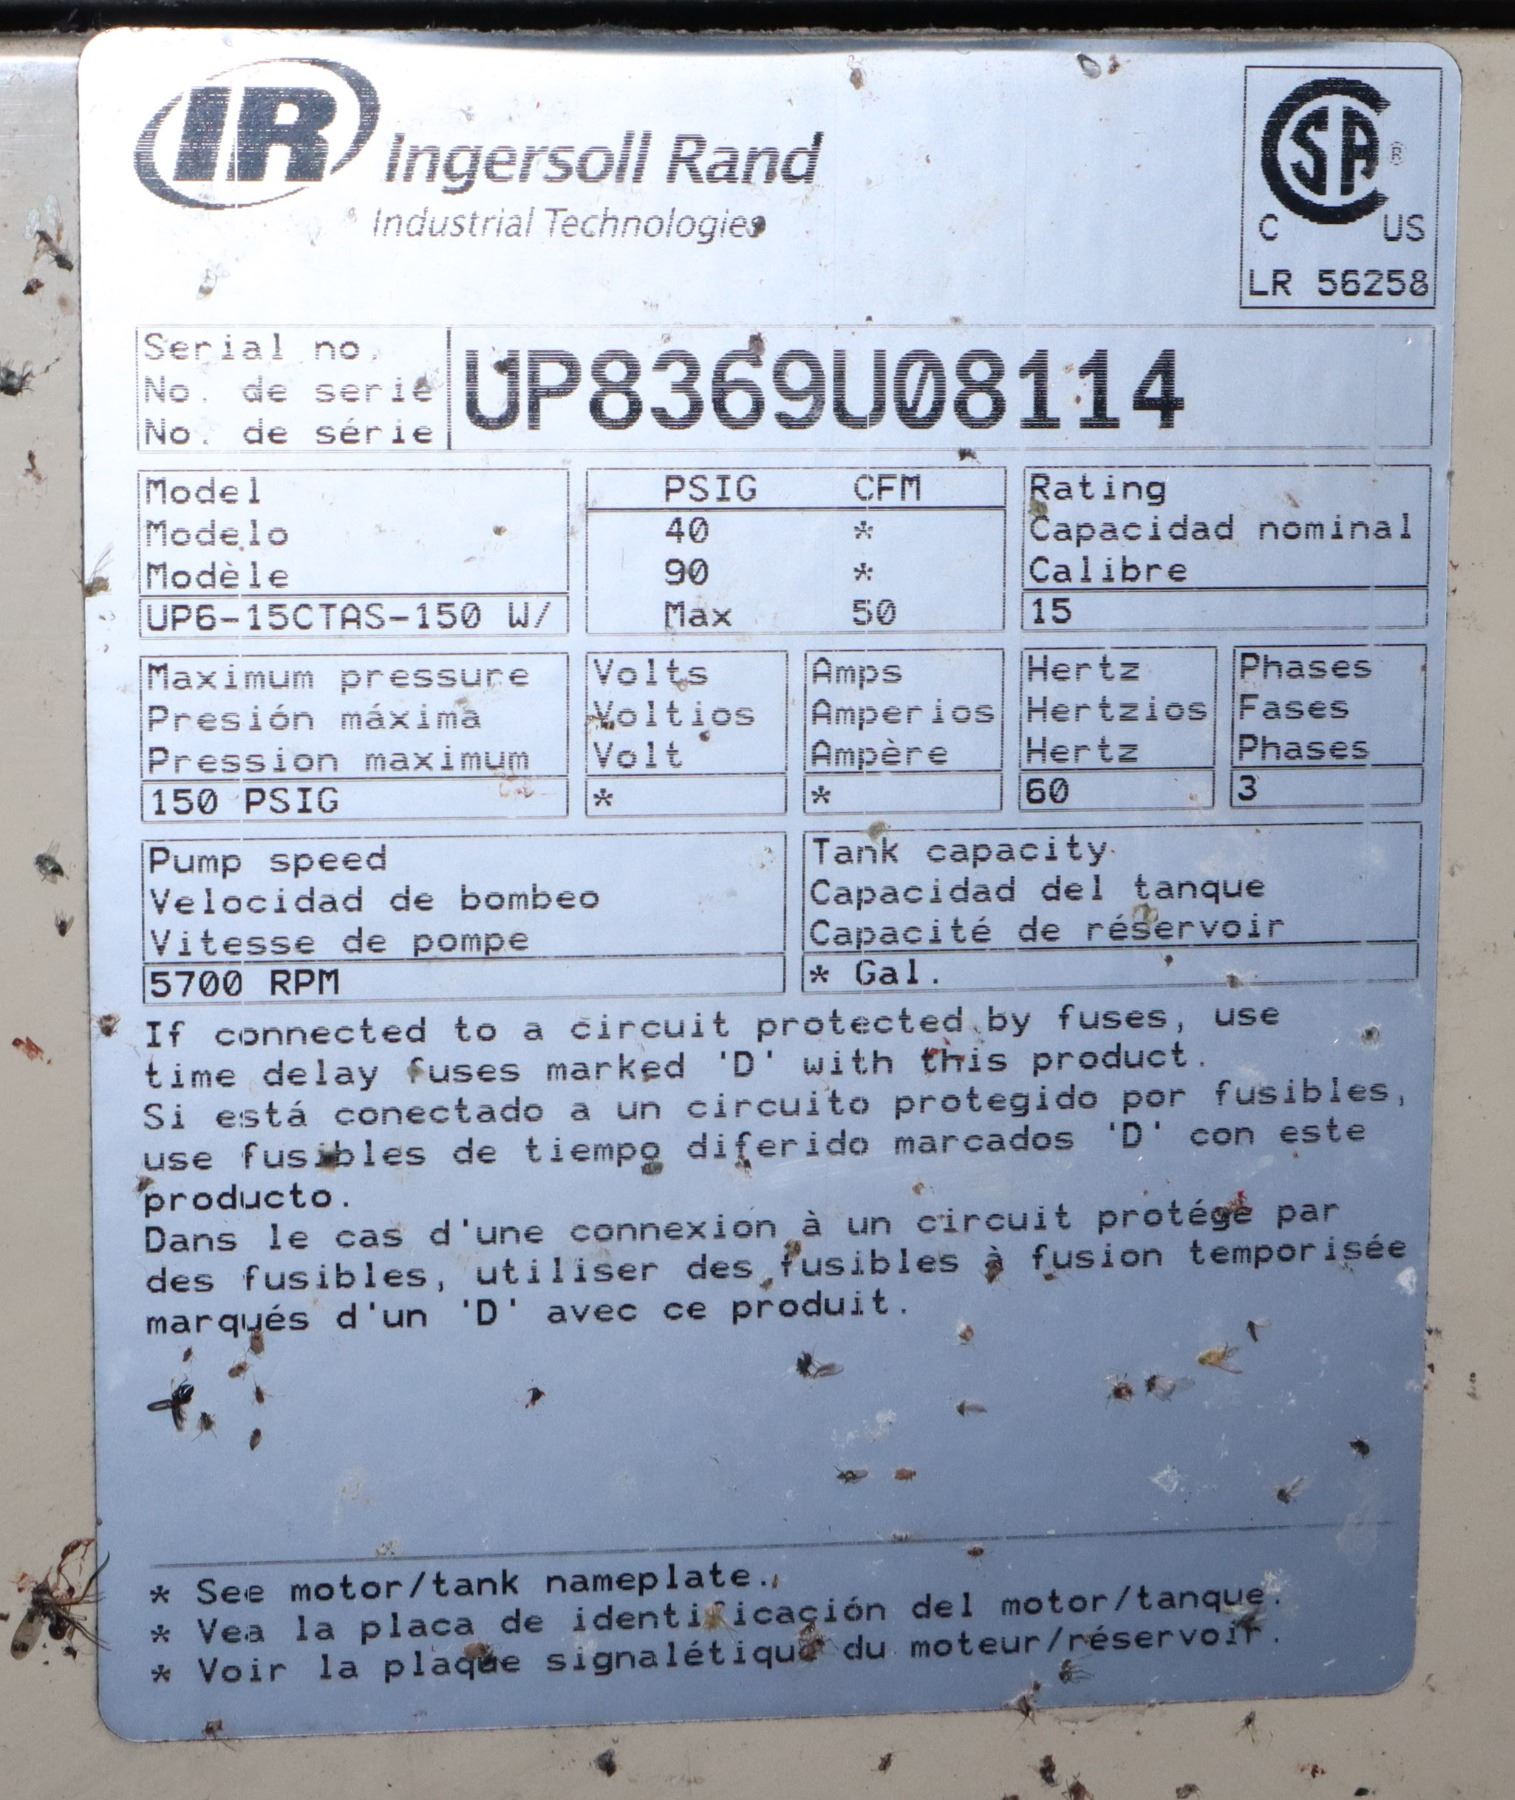 IR Ingersoll Rand
Industrial Technologies
CSA ®
C US
LR 56258
Serial no.
No. de serie
No. de série
UP8369U08114
Model
Modelo
Modèle
UP6-15CTAS-150 W/
PSIG CFM
40 *
90 *
Max 50
Rating
Capacidad nominal
Calibre
15
Maximum pressure
Presión máxima
Pression maximum
150 PSIG
Volts
Voltios
Volt
*
Amps
Amperios
Ampère
*
Hertz
Hertzios
Hertz
60
Phases
Fases
Phases
3
Pump speed
Velocidad de bombeo
Vitesse de pompe
5700 RPM
Tank capacity
Capacidad del tanque
Capacité de réservoir
* Gal.
If connected to a circuit protected by fuses, use
time delay fuses marked 'D' with this product.
Si está conectado a un circuito protegido por fusibles,
use fusibles de tiempo diferido marcados 'D' con este
producto.
Dans le cas d'une connexion à un circuit protége par
des fusibles, utiliser des fusibles à fusion temporisée
marqués d'un 'D' avec ce produit.
* See motor/tank nameplate.
* Vea la placa de identificación del motor/tanque.
* Voir la plaque signalétique du moteur/réservoir.